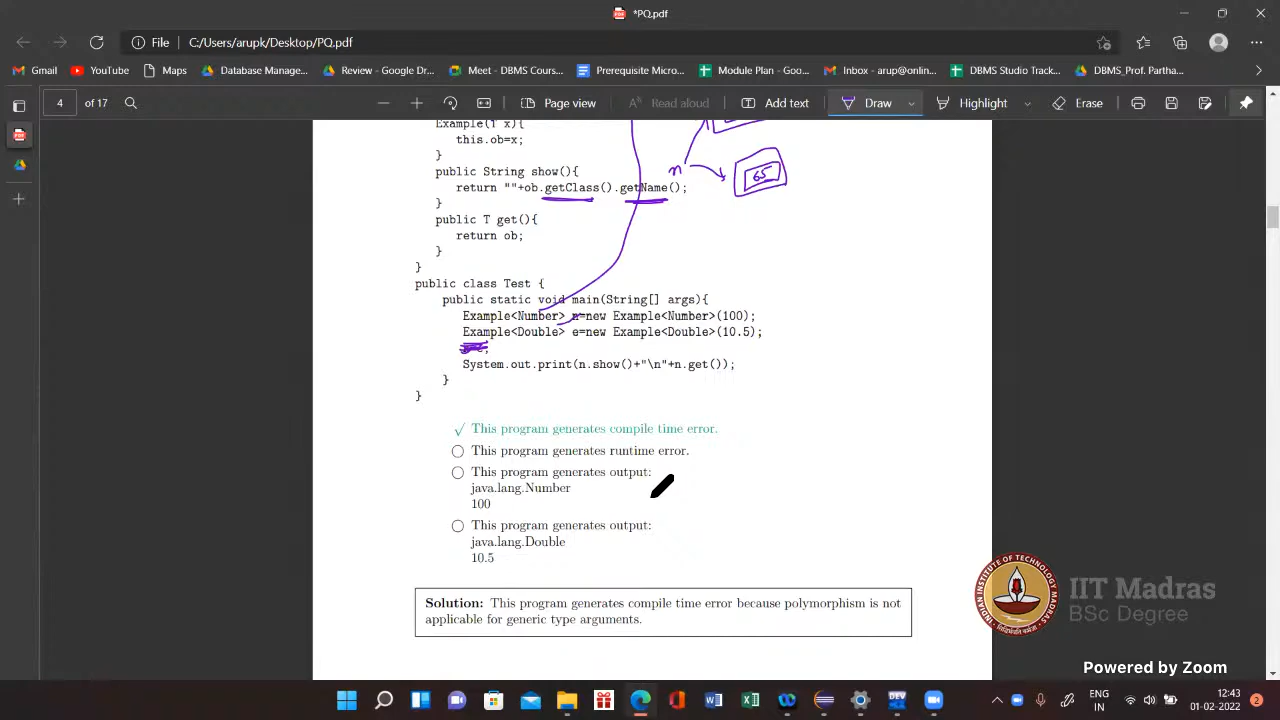 *PQ.pdf
File C:/Users/arupk/Desktop/PQ.pdf
Gmail YouTube Maps Database Manage... Review - Google Dr... Meet - DBMS Cours... Prerequisite Micro... Module Plan - Goo... Inbox - arup@onlin... DBMS Studio Track... DBMS_Prof. Partha...
4 of 17 Page view Read aloud Add text Draw Highlight Erase
Example(T x){
this.ob=x;
}
public String show(){
return ""+ob.getClass().getName();
}
n
65
public T get(){
return ob;
}
}
public class Test {
public static void main(String[] args){
Example<Number> n=new Example<Number>(100);
Example<Double> e=new Example<Double>(10.5);
System.out.print(n.show()+"\n"+n.get());
}
}
√ This program generates compile time error.
This program generates runtime error.
This program generates output:
java.lang.Number
100
This program generates output:
java.lang.Double
10.5
Solution: This program generates compile time error because polymorphism is not
applicable for generic type arguments.
IIT Madras
BSc Degree
Powered by Zoom
ENG
IN
12:43
01-02-2022
2